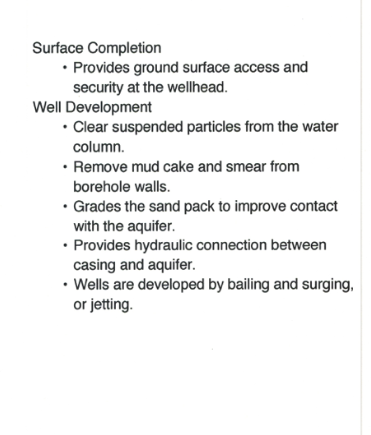 Surface Completion
• Provides ground surface access and
security at the wellhead.
Well Development
• Clear suspended particles from the water
column.
• Remove mud cake and smear from
borehole walls.
• Grades the sand pack to improve contact
with the aquifer.
• Provides hydraulic connection between
casing and aquifer.
• Wells are developed by bailing and surging,
or jetting.